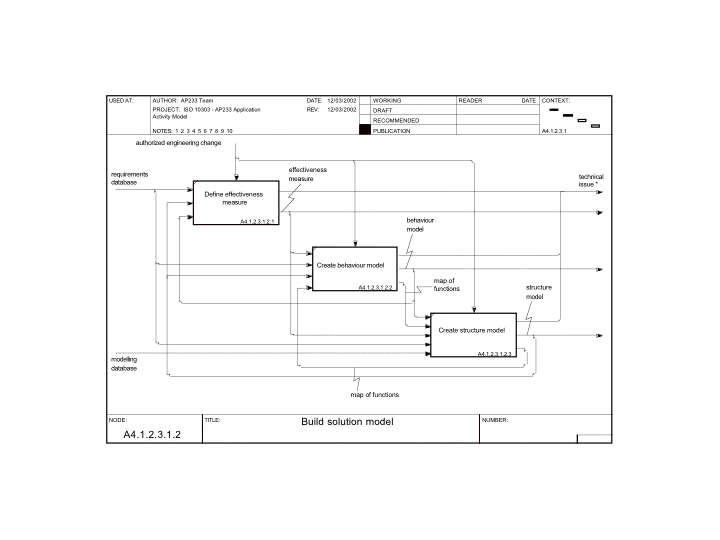 USED AT:
AUTHOR: AP233 Team
DATE: 12/03/2002
WORKING
READER
DATE
CONTEXT:
PROJECT: ISO 10303 - AP233 Application
REV: 12/03/2002
DRAFT
Activity Model
RECOMMENDED
NOTES: 1 2 3 4 5 6 7 8 9 10
PUBLICATION
A4.1.2.3.1
authorized engineering change
effectiveness
measure
requirements
database
technical
issue *
Define effectiveness
measure
A4.1.2.3.1.2.1
behaviour
model
Create behaviour model
A4.1.2.3.1.2.2
map of
functions
structure
model
Create structure model
A4.1.2.3.1.2.3
modelling
database
map of functions
NODE:
TITLE:
Build solution model
NUMBER:
A4.1.2.3.1.2